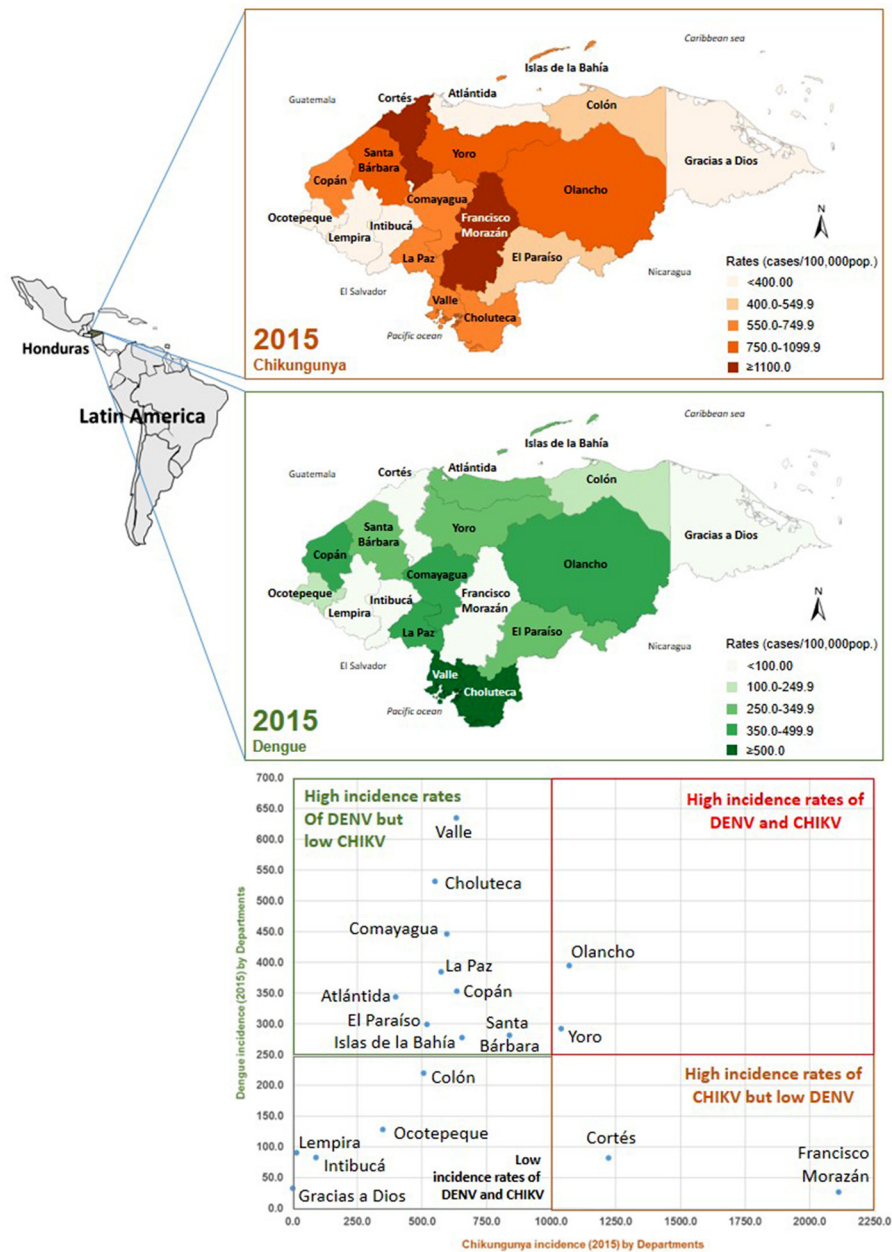 Honduras
Latin America
Caribbean sea
Islas de la Bahía
Guatemala
Cortés
Atlántida
Colón
Santa
Bárbara
Yoro
Gracias a Dios
Copán
Olancho
Comayagua
Ocotepeque
Francisco
Morazán
Intibucá
Lempira
La Paz
El Paraíso
N
El Salvador
Nicaragua
Valle
Choluteca
Pacific ocean
2015
Chikungunya
Rates (cases/100,000pop.)
<400.00
400.0-549.9
550.0-749.9
750.0-1099.9
≥1100.0
Caribbean sea
Islas de la Bahía
Guatemala
Cortés
Atlántida
Colón
Santa
Bárbara
Yoro
Gracias a Dios
Copán
Olancho
Comayagua
Ocotepeque
Francisco
Morazán
Intibucá
Lempira
La Paz
El Paraíso
N
El Salvador
Nicaragua
Valle
Choluteca
Pacific ocean
2015
Dengue
Rates (cases/100,000pop.)
<100.00
100.0-249.9
250.0-349.9
350.0-499.9
≥500.0
Dengue incidence (2015) by Departments
700.0
650.0
600.0
550.0
500.0
450.0
400.0
350.0
300.0
250.0
200.0
150.0
100.0
50.0
0.0
High incidence rates
Of DENV but
low CHIKV
High incidence rates of
DENV and CHIKV
Valle
Choluteca
Comayagua
La Paz
Copán
Atlántida
El Paraíso
Islas de la Bahía
Santa
Bárbara
Olancho
Yoro
Colón
Ocotepeque
Lempira
Intibucá
Gracias a Dios
Low
incidence rates of
DENV and CHIKV
High incidence rates of
CHIKV but low DENV
Cortés
Francisco
Morazán
0.0 250.0 500.0 750.0 1000.0 1250.0 1500.0 1750.0 2000.0 2250.0
Chikungunya incidence (2015) by Departments